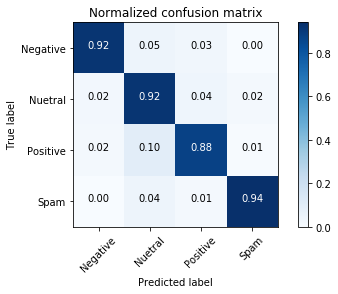 Normalized confusion matrix
Negative 0.92 0.05 0.03 0.00
Nuetral 0.02 0.92 0.04 0.02
Positive 0.02 0.10 0.88 0.01
Spam 0.00 0.04 0.01 0.94
Negative Nuetral Positive Spam
True label
Predicted label
0.8
0.6
0.4
0.2
0.0